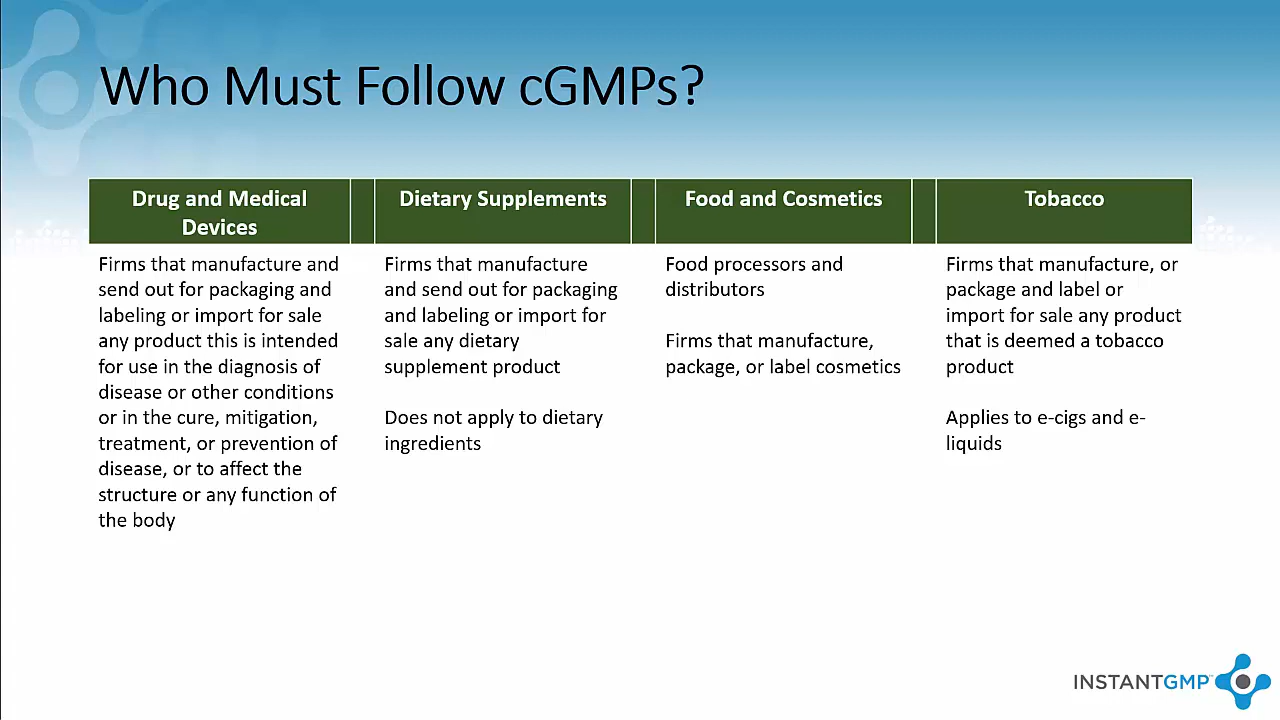 Who Must Follow cGMPs?
Drug and Medical
Devices
Dietary Supplements
Food and Cosmetics
Tobacco
Firms that manufacture and
send out for packaging and
labeling or import for sale
any product this is intended
for use in the diagnosis of
disease or other conditions
or in the cure, mitigation,
treatment, or prevention of
disease, or to affect the
structure or any function of
the body
Firms that manufacture
and send out for packaging
and labeling or import for
sale any dietary
supplement product
Does not apply to dietary
ingredients
Food processors and
distributors
Firms that manufacture,
package, or label cosmetics
Firms that manufacture, or
package and label or
import for sale any product
that is deemed a tobacco
product
Applies to e-cigs and e-
liquids
INSTANTGMP™